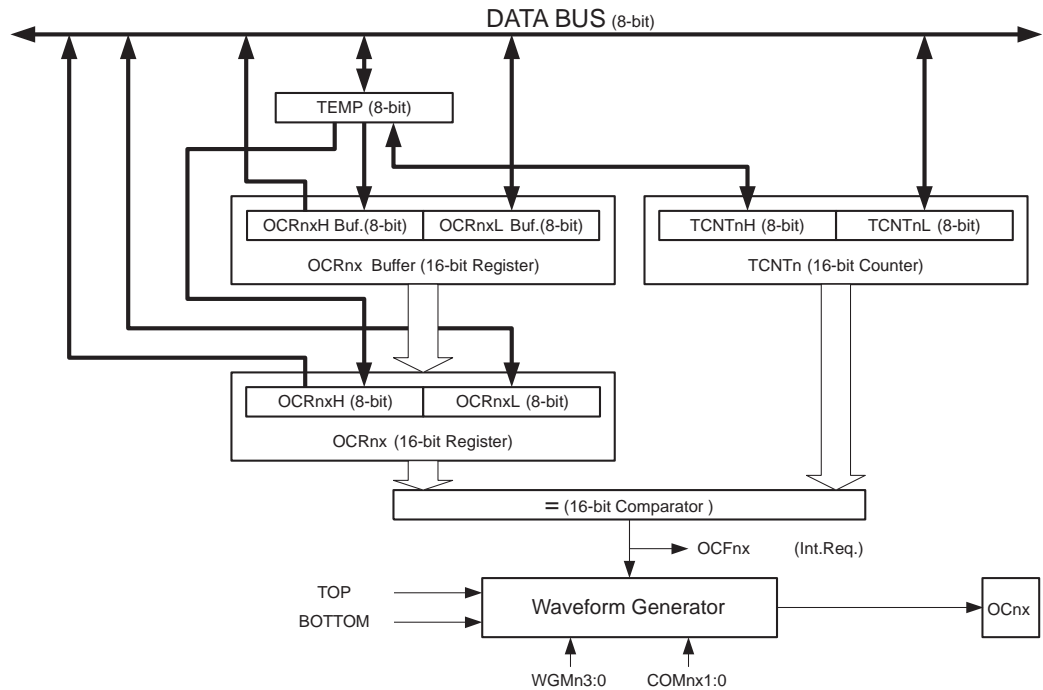 DATA BUS (8-bit)
TEMP (8-bit)
OCRnxH Buf.(8-bit) OCRnxL Buf.(8-bit)
OCRnx Buffer (16-bit Register)
TCNTnH (8-bit) TCNTnL (8-bit)
TCNTn (16-bit Counter)
OCRnxH (8-bit) OCRnxL (8-bit)
OCRnx (16-bit Register)
= (16-bit Comparator )
OCFnx (Int.Req.)
TOP
BOTTOM
Waveform Generator
OCnx
WGMn3:0 COMnx1:0